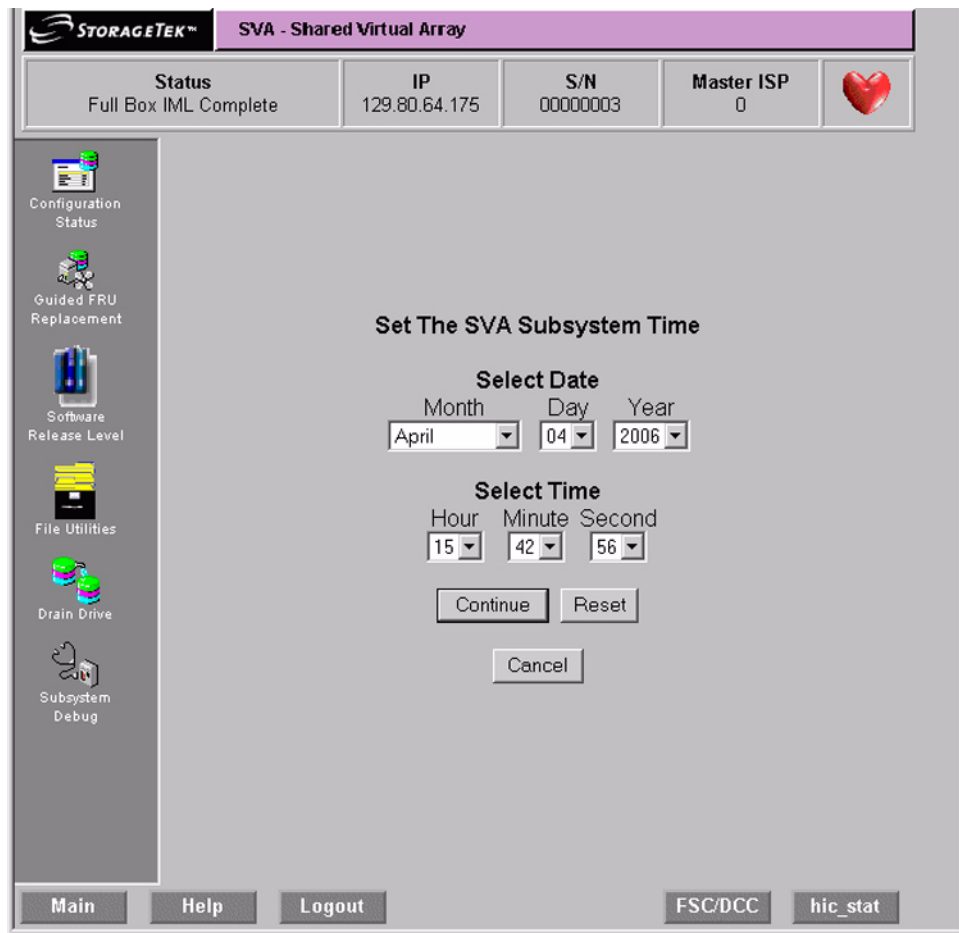 STORAGETEK™ SVA - Shared Virtual Array
Status IP S/N Master ISP
Full Box IML Complete 129.80.64.175 00000003 0
Configuration
Status
Guided FRU
Replacement
Software
Release Level
File Utilities
Drain Drive
Subsystem
Debug
Set The SVA Subsystem Time
Select Date
Month Day Year
April 04 2006
Select Time
Hour Minute Second
15 42 56
Continue Reset
Cancel
Main Help Logout FSC/DCC hic_stat